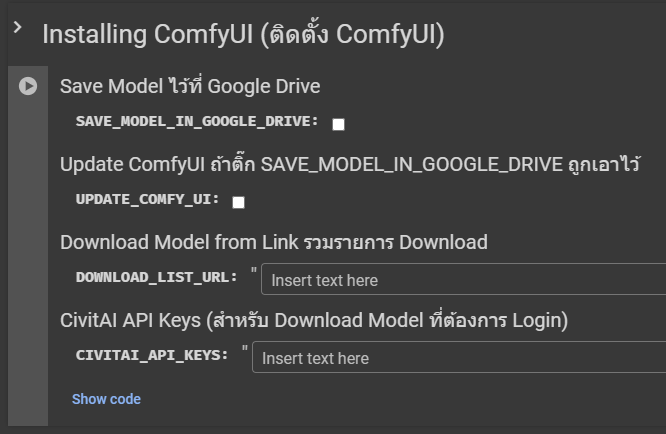 Installing ComfyUI (ติดตั้ง ComfyUI)
Save Model ไว้ที่ Google Drive
SAVE_MODEL_IN_GOOGLE_DRIVE:
Update ComfyUI ถ้าติ๊ก SAVE_MODEL_IN_GOOGLE_DRIVE ถูกเอาไว้
UPDATE_COMFY_UI:
Download Model from Link รวมรายการ Download
DOWNLOAD_LIST_URL: " Insert text here
CivitAI API Keys (สำหรับ Download Model ที่ต้องการ Login)
CIVITAI_API_KEYS: " Insert text here
Show code